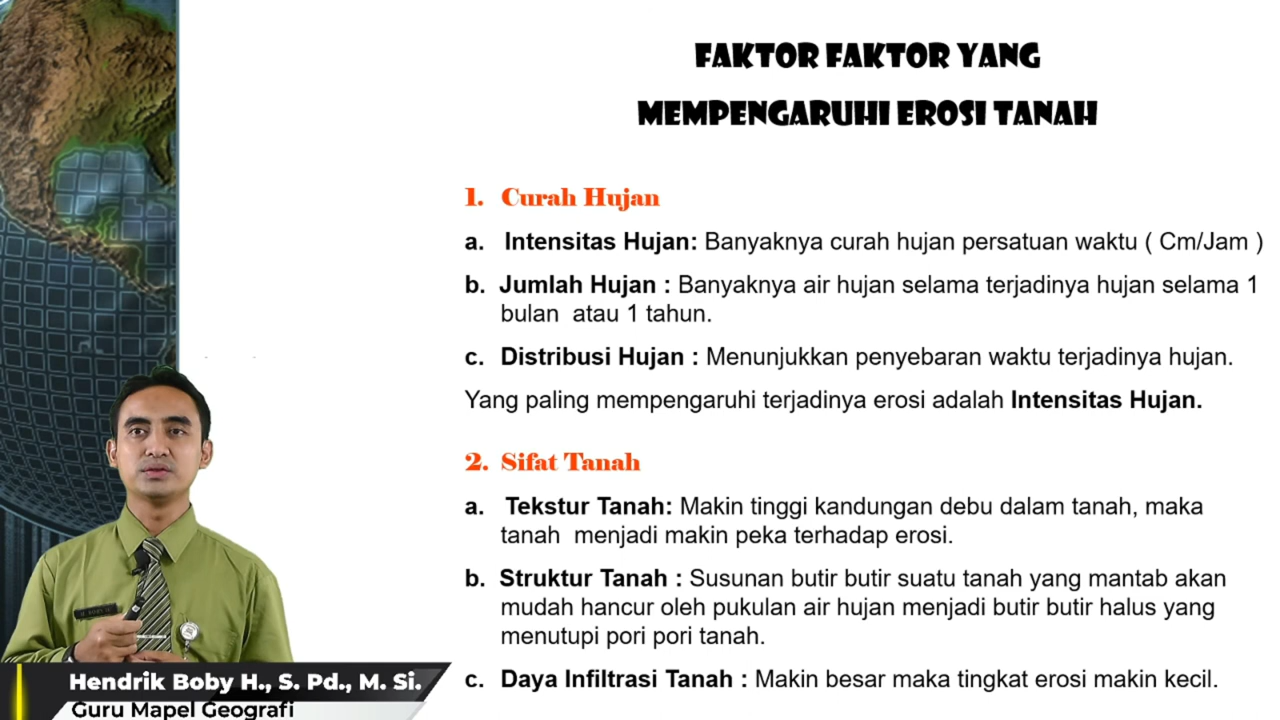 FAKTOR FAKTOR YANG
MEMPENGARUHI EROSI TANAH
1. Curah Hujan
a. Intensitas Hujan: Banyaknya curah hujan persatuan waktu ( Cm/Jam )
b. Jumlah Hujan : Banyaknya air hujan selama terjadinya hujan selama 1
bulan atau 1 tahun.
c. Distribusi Hujan : Menunjukkan penyebaran waktu terjadinya hujan.
Yang paling mempengaruhi terjadinya erosi adalah Intensitas Hujan.
2. Sifat Tanah
a. Tekstur Tanah: Makin tinggi kandungan debu dalam tanah, maka
tanah menjadi makin peka terhadap erosi.
b. Struktur Tanah : Susunan butir butir suatu tanah yang mantab akan
mudah hancur oleh pukulan air hujan menjadi butir butir halus yang
menutupi pori pori tanah.
c. Daya Infiltrasi Tanah : Makin besar maka tingkat erosi makin kecil.
Hendrik Boby H., S. Pd., M. Si.
Guru Mapel Geografi